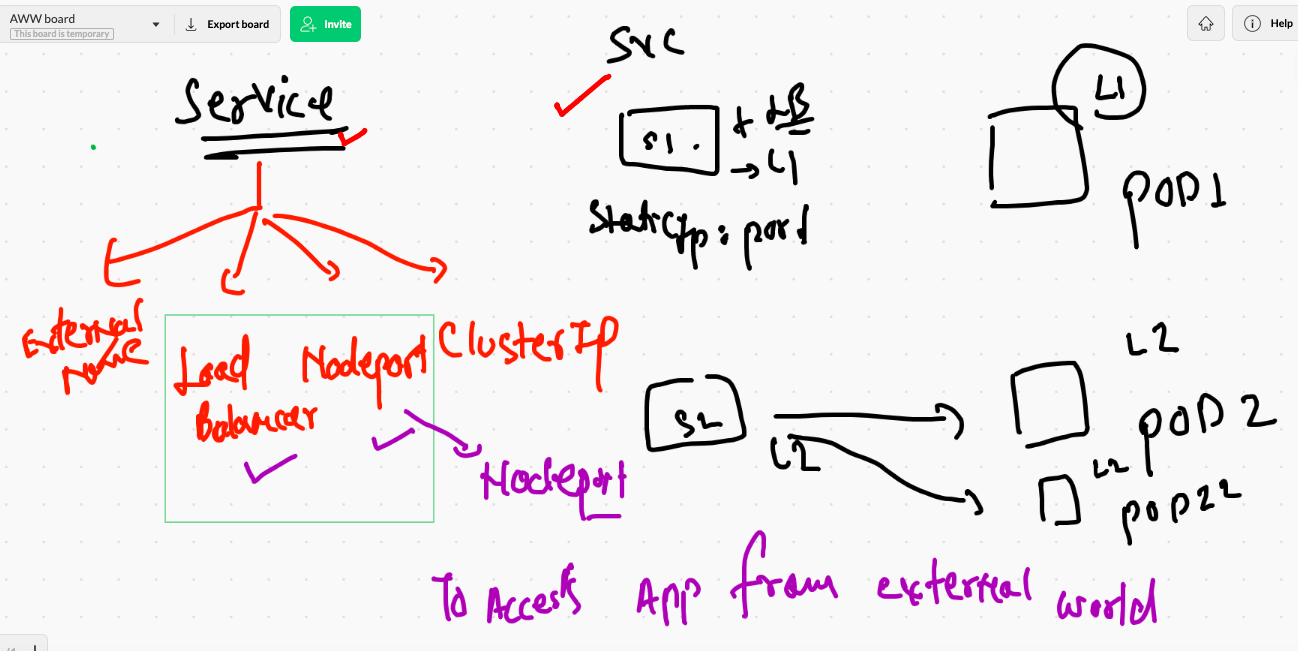 AWW board
This board is temporary
Export board
Invite
Help
Service
External
Name
Load
Balancer
Nodeport
ClusterIP
Nodeport
SVC
S1.
+ LB
→ L1
Static Ip: port
L1
POD1
S2
L2
L2
POD 2
L2
POD22
To Access App from external world